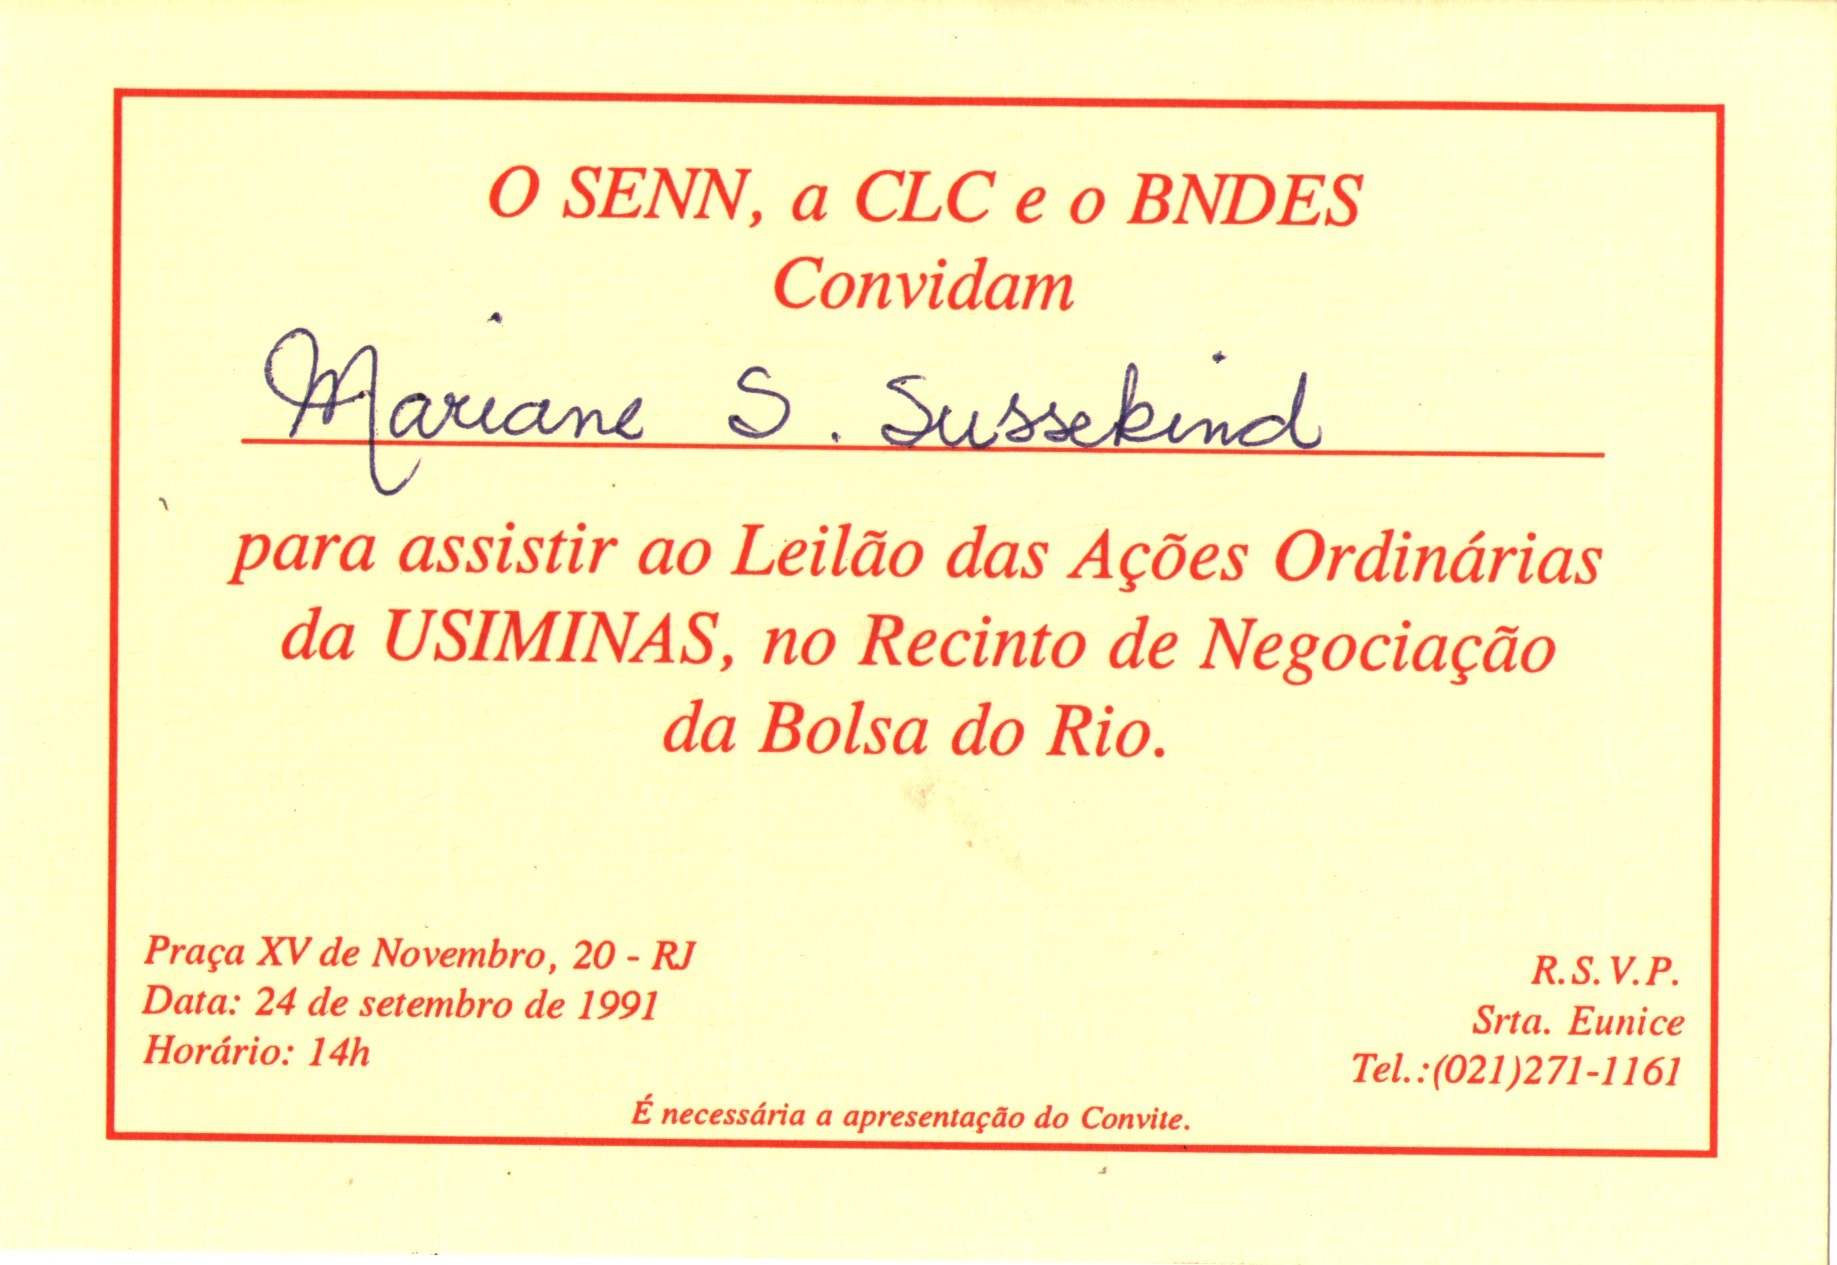 O SENN, a CLC e o BNDES
Convidam
Mariane S. Sussekind
para assistir ao Leilão das Ações Ordinárias
da USIMINAS, no Recinto de Negociação
da Bolsa do Rio.
Praça XV de Novembro, 20 - RJ
Data: 24 de setembro de 1991
Horário: 14h
R.S.V.P.
Srta. Eunice
Tel.:(021)271-1161
É necessária a apresentação do Convite.